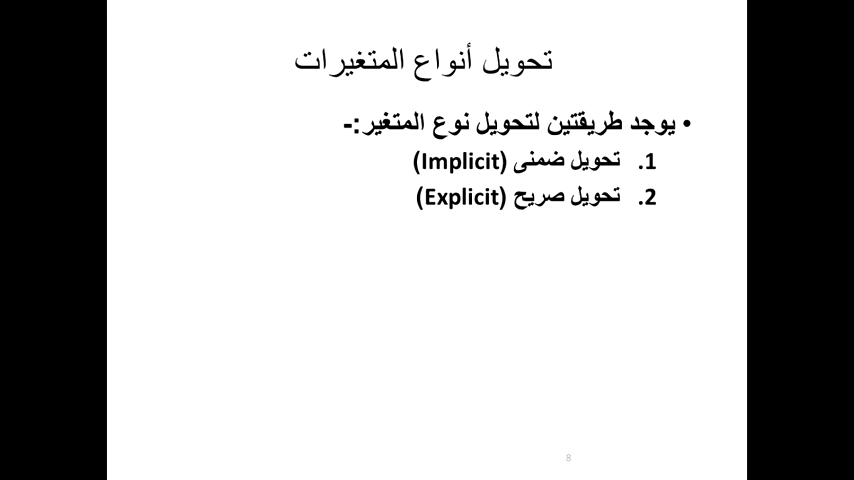 تحويل أنواع المتغيرات
• يوجد طريقتين لتحويل نوع المتغير:-
1. تحويل ضمنى (Implicit)
2. تحويل صريح (Explicit)
8